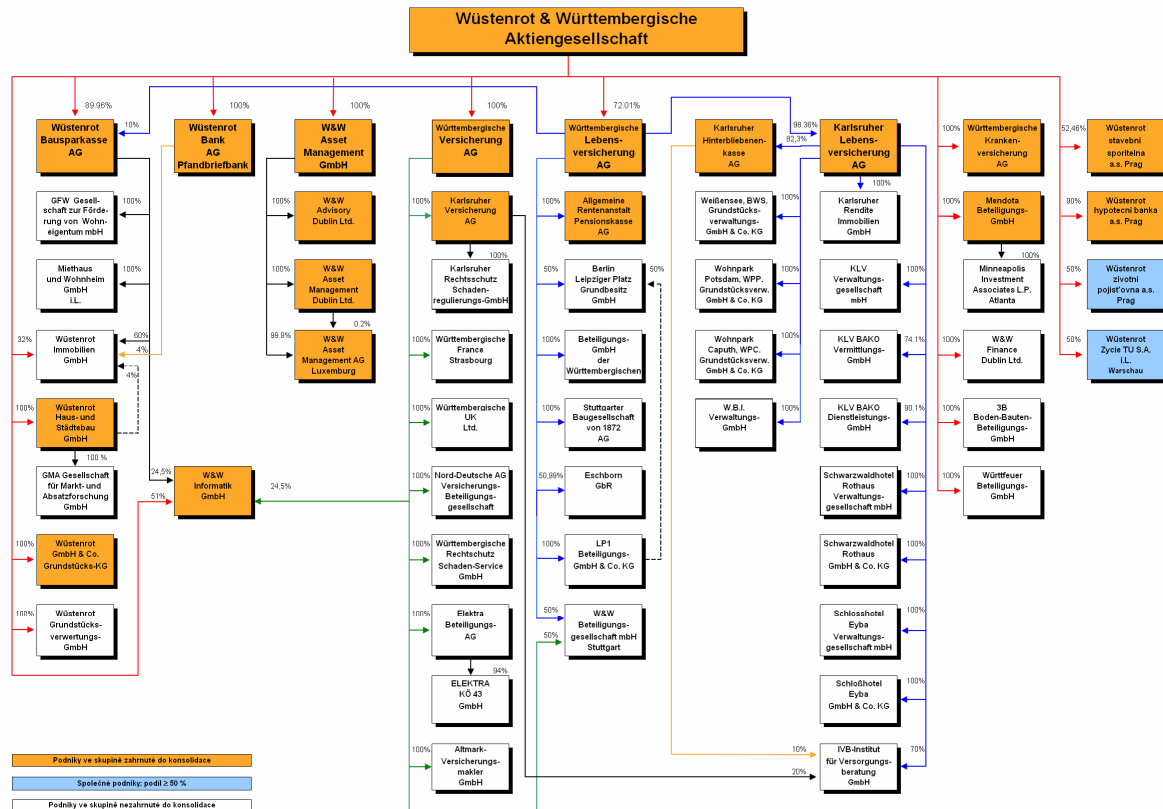 Wüstenrot & Württembergische
Aktiengesellschaft
89.96%
100%
100%
100%
72.01%
10%
98.36%
82,3%
100%
52,48%
Wüstenrot
Bausparkasse
AG
Wüstenrot
Bank
AG
Pfandbriefbank
W&W
Asset
Management
GmbH
Württembergische
Versicherung
AG
Württembergische
Lebens-
versicherung
AG
Karlsruher
Hinterbliebenen-
kasse
AG
Karlsruher
Lebens-
versicherung
AG
Württembergische
Kranken-
versicherung
AG
Wüstenrot
stavebni
sporitelna
a.s. Prag
100%
GFW Gesell-
schaft zur Förde-
rung von Wohn-
eigentum mbH
100%
100%
W&W
Advisory
Dublin Ltd.
100%
Karlsruher
Versicherung
AG
100%
100%
Allgemeine
Rentenanstalt
Pensionskasse
AG
Weißensee, BWS.
Grundstücks-
verwaltungs-
GmbH & Co. KG
100%
Karlsruher
Rendite
Immobilien
GmbH
100%
Mendota
Beteiligungs-
GmbH
100%
90%
Wüstenrot
hypotecni banka
a.s. Prag
Miethaus
und Wohnheim
GmbH
i.L.
100%
100%
W&W
Asset
Management
Dublin Ltd.
0.2%
Karlsruher
Rechtsschutz
Schaden-
regulierungs-GmbH
50%
Berlin
Leipziger Platz
Grundbesitz
GmbH
50%
Wohnpark
Potsdam, WPP.
Grundstücksverw.
GmbH & Co. KG
100%
KLV
Verwaltungs-
gesellschaft
mbH
100%
Minneapolis
Investment
Associates L.P.
Atlanta
50%
Wüstenrot
zivotni
pojist'ovna a.s.
Prag
32%
Wüstenrot
Immobilien
GmbH
60%
4%
4%
99.8%
W&W
Asset
Management AG
Luxemburg
100%
Württembergische
France
Strasbourg
100%
Beteiligungs-
GmbH
der
Württembergischen
Wohnpark
Caputh, WPC.
Grundstücksverw.
GmbH & Co. KG
100%
KLV BAKO
Vermittlungs-
GmbH
74.1%
100%
W&W
Finance
Dublin Ltd.
50%
Wüstenrot
Zycie TU S.A.
i.L.
Warschau
100%
Wüstenrot
Haus- und
Städtebau
GmbH
100 %
100%
Württembergische
UK
Ltd.
100%
Stuttgarter
Baugesellschaft
von 1872
AG
W.B.I.
Verwaltungs-
GmbH
100%
KLV BAKO
Dienstleistungs-
GmbH
90.1%
100%
3B
Boden-Bauten-
Beteiligungs-
GmbH
GMA Gesellschaft
für Markt- und
Absatzforschung
GmbH
24,5%
51%
W&W
Informatik
GmbH
24,5%
100%
Nord-Deutsche AG
Versicherungs-
Beteiligungs-
gesellschaft
50,99%
Eschborn
GbR
Schwarzwaldhotel
Rothaus
Verwaltungs-
gesellschaft mbH
100%
100%
Württfeuer
Beteiligungs-
GmbH
100%
Wüstenrot
GmbH & Co.
Grundstücks-KG
100%
Württembergische
Rechtschutz
Schaden-Service
GmbH
100%
LP1
Beteiligungs-
GmbH & Co. KG
Schwarzwaldhotel
Rothaus
GmbH & Co. KG
100%
100%
Wüstenrot
Grundstücks-
verwertungs-
GmbH
100%
Elektra
Beteiligungs-
AG
94%
50%
50%
W&W
Beteiligungs-
gesellschaft mbH
Stuttgart
Schlosshotel
Eyba
Verwaltungs-
gesellschaft mbH
100%
ELEKTRA
KÖ 43
GmbH
Schloßhotel
Eyba
GmbH & Co. KG
100%
100%
Altmark-
Versicherungs-
makler
GmbH
10%
20%
IVB-Institut
für Versorgungs-
beratung
GmbH
70%
Podniky ve skupině zahrnuté do konsolidace
Společné podniky; podíl ≥ 50 %
Podniky ve skupině nezahrnuté do konsolidace